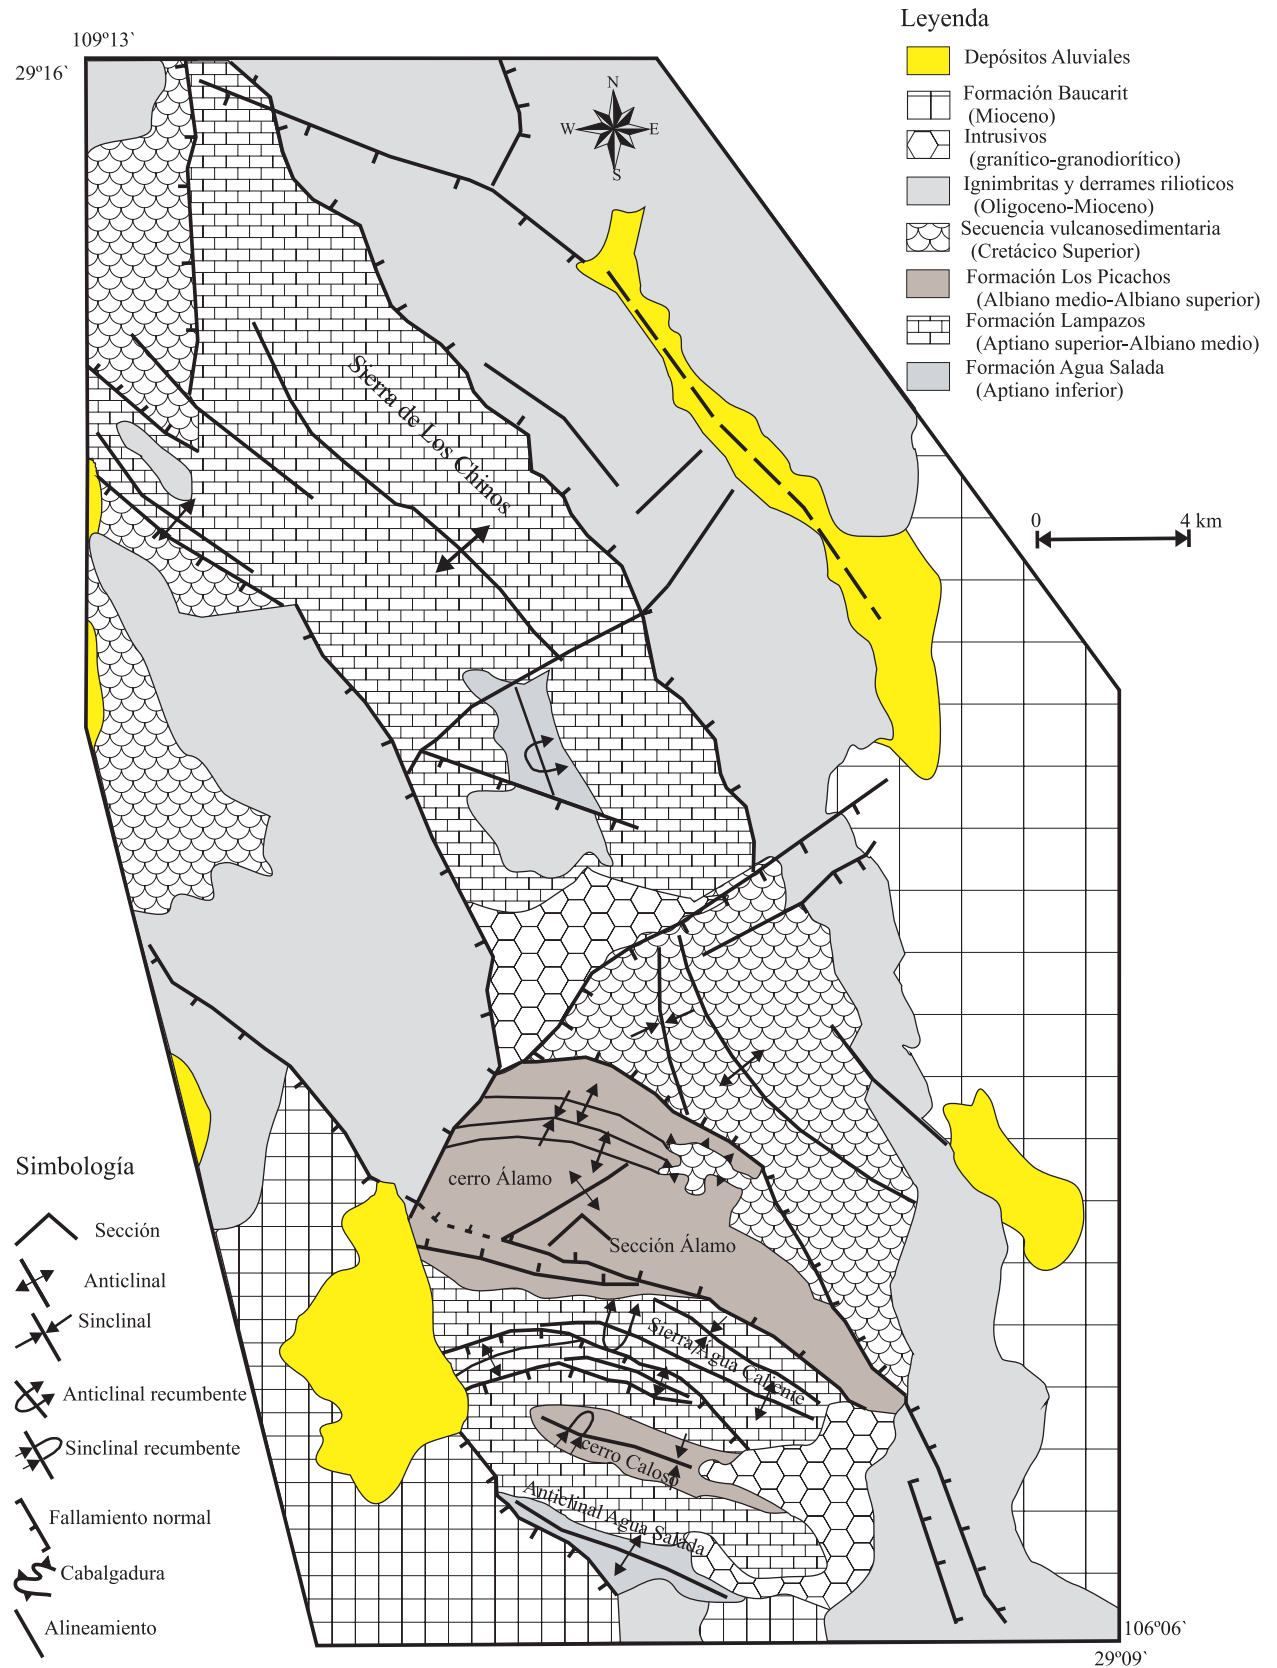 Leyenda
109º13`
29º16`
Depósitos Aluviales
Formación Baucarit
(Mioceno)
Intrusivos
(granítico-granodiorítico)
Ignimbritas y derrames rilioticos
(Oligoceno-Mioceno)
Secuencia vulcanosedimentaria
(Cretácico Superior)
Formación Los Picachos
(Albiano medio-Albiano superior)
Formación Lampazos
(Aptiano superior-Albiano medio)
Formación Agua Salada
(Aptiano inferior)
N
W
E
S
0
4 km
Sierra de Los Chinos
cerro Álamo
Sección Álamo
Sierra Agua Caliente
cerro Caloso
Anticlinal Agua Salada
Simbología
Sección
Anticlinal
Sinclinal
Anticlinal recumbente
Sinclinal recumbente
Fallamiento normal
Cabalgadura
Alineamiento
106º06`
29º09`